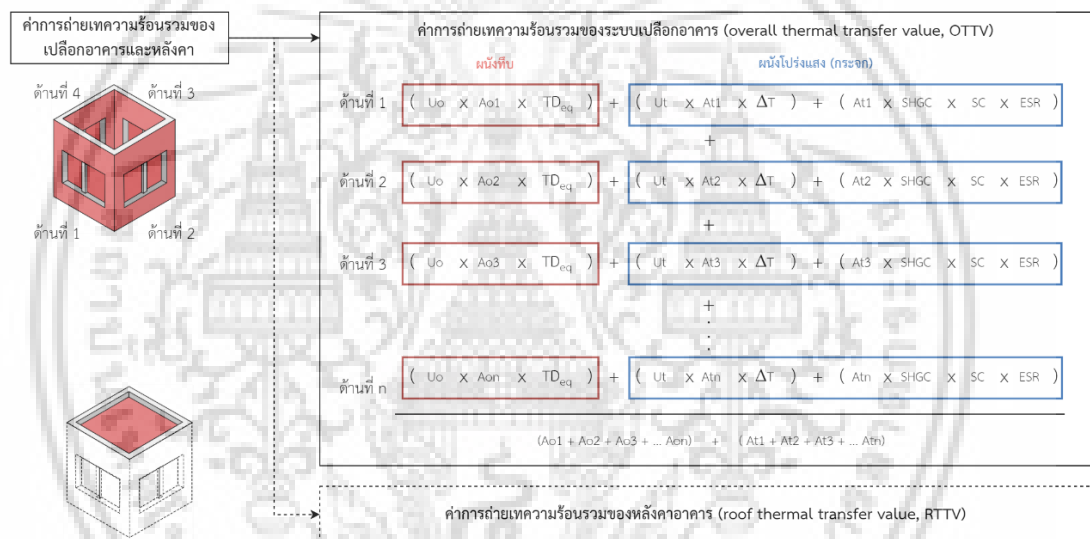 ค่าการถ่ายเทความร้อนรวมของ
เปลือกอาคารและหลังคา
ด้านที่ 4
ด้านที่ 3
ด้านที่ 1
ด้านที่ 2
ค่าการถ่ายเทความร้อนรวมของระบบเปลือกอาคาร (overall thermal transfer value, OTTV)
ผนังทึบ
ผนังโปร่งแสง (กระจก)
ด้านที่ 1 ( Uo x Ao1 x TDeq ) + ( Ut x At1 x ΔT ) + ( At1 x SHGC x SC x ESR )
+
ด้านที่ 2 ( Uo x Ao2 x TDeq ) + ( Ut x At2 x ΔT ) + ( At2 x SHGC x SC x ESR )
+
ด้านที่ 3 ( Uo x Ao3 x TDeq ) + ( Ut x At3 x ΔT ) + ( At3 x SHGC x SC x ESR )
+
ด้านที่ n ( Uo x Aon x TDeq ) + ( Ut x Atn x ΔT ) + ( Atn x SHGC x SC x ESR )
(Ao1 + Ao2 + Ao3 + ... Aon) + (At1 + At2 + At3 + ... Atn)
ค่าการถ่ายเทความร้อนรวมของหลังคาอาคาร (roof thermal transfer value, RTTV)